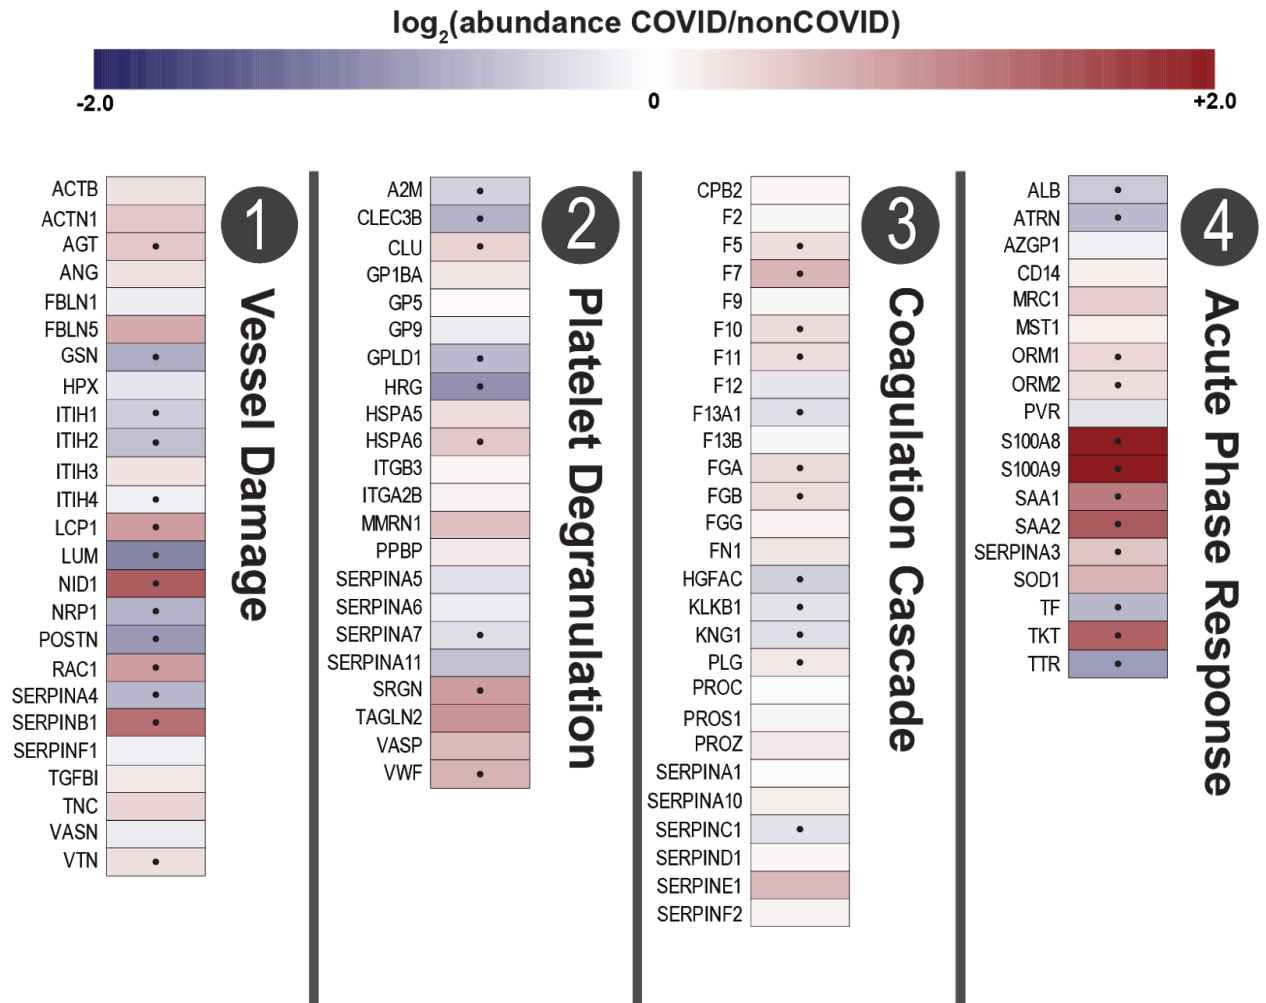 log2(abundance COVID/nonCOVID)
-2.0
0
+2.0
1 Vessel Damage
ACTB
ACTN1
AGT
ANG
FBLN1
FBLN5
GSN
HPX
ITIH1
ITIH2
ITIH3
ITIH4
LCP1
LUM
NID1
NRP1
POSTN
RAC1
SERPINA4
SERPINB1
SERPINF1
TGFBI
TNC
VASN
VTN
2 Platelet Degranulation
A2M
CLEC3B
CLU
GP1BA
GP5
GP9
GPLD1
HRG
HSPA5
HSPA6
ITGB3
ITGA2B
MMRN1
PPBP
SERPINA5
SERPINA6
SERPINA7
SERPINA11
SRGN
TAGLN2
VASP
VWF
3 Coagulation Cascade
CPB2
F2
F5
F7
F9
F10
F11
F12
F13A1
F13B
FGA
FGB
FGG
FN1
HGFAC
KLKB1
KNG1
PLG
PROC
PROS1
PROZ
SERPINA1
SERPINA10
SERPINC1
SERPIND1
SERPINE1
SERPINF2
4 Acute Phase Response
ALB
ATRN
AZGP1
CD14
MRC1
MST1
ORM1
ORM2
PVR
S100A8
S100A9
SAA1
SAA2
SERPINA3
SOD1
TF
TKT
TTR